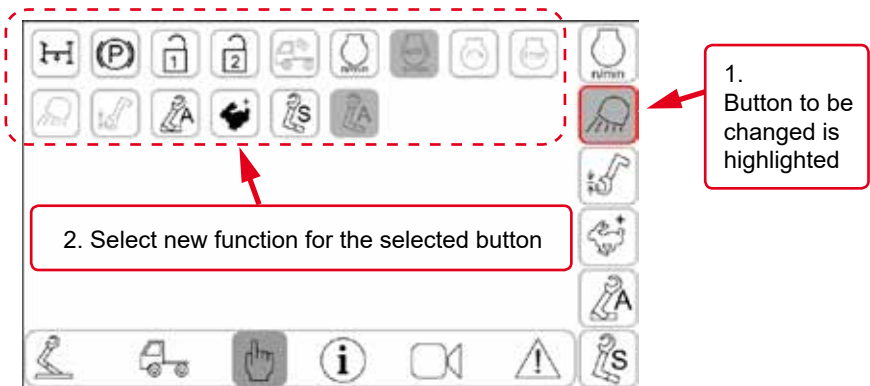 P
1
2
n/min
n/min
A
S
A
1.
Button to be
changed is
highlighted
2. Select new function for the selected button
A
i
S